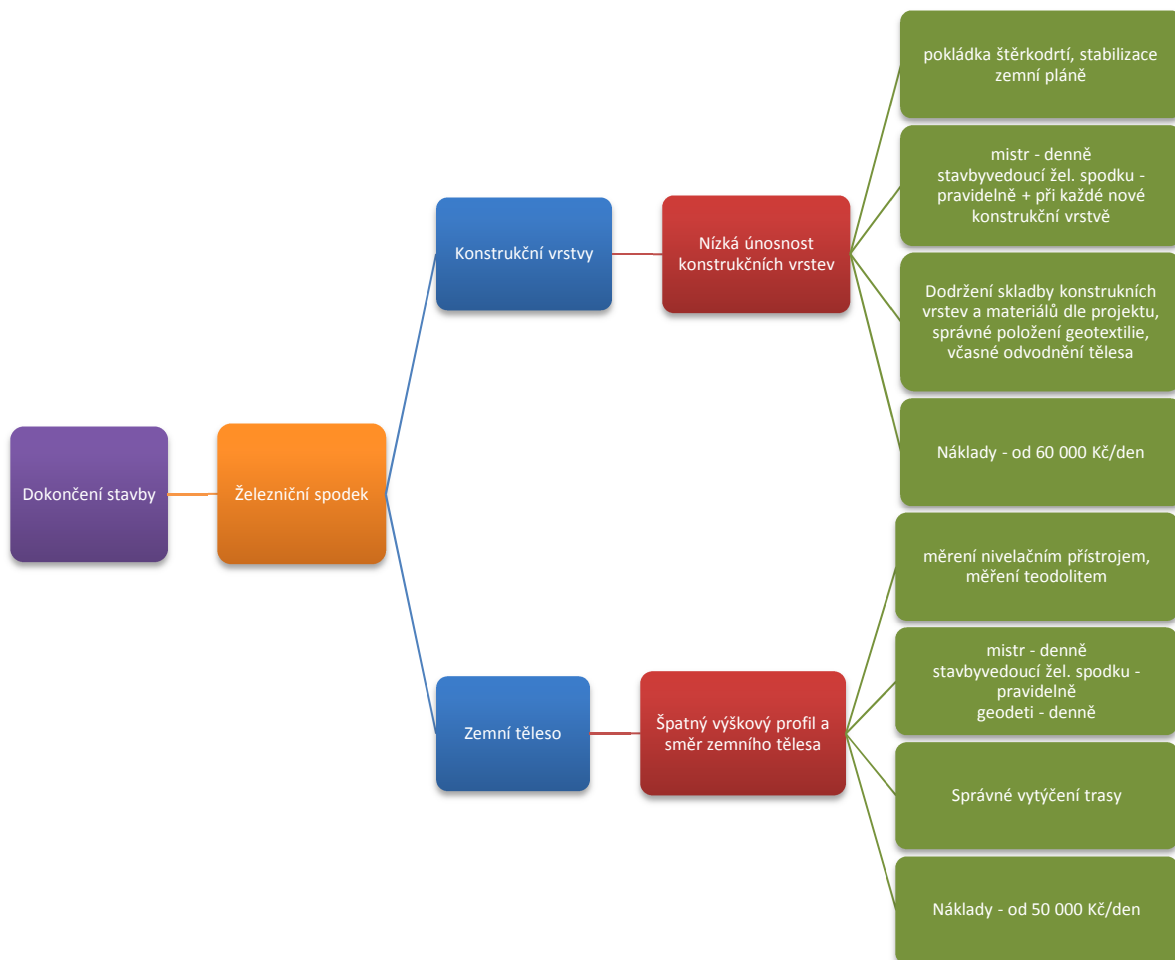 Dokončení stavby
Železniční spodek
Konstrukční vrstvy
Nízká únosnost
konstrukčních vrstev
pokládka štěrkodrtí, stabilizace
zemní pláně
mistr - denně
stavbyvedoucí žel. spodku -
pravidelně + při každé nové
konstrukční vrstvě
Dodržení skladby konstrukních
vrstev a materiálů dle projektu,
správné položení geotextilie,
včasné odvodnění tělesa
Náklady - od 60 000 Kč/den
Zemní těleso
Špatný výškový profil a
směr zemního tělesa
měrení nivelačním přístrojem,
měření teodolitem
mistr - denně
stavbyvedoucí žel. spodku -
pravidelně
geodeti - denně
Správné vytýčení trasy
Náklady - od 50 000 Kč/den